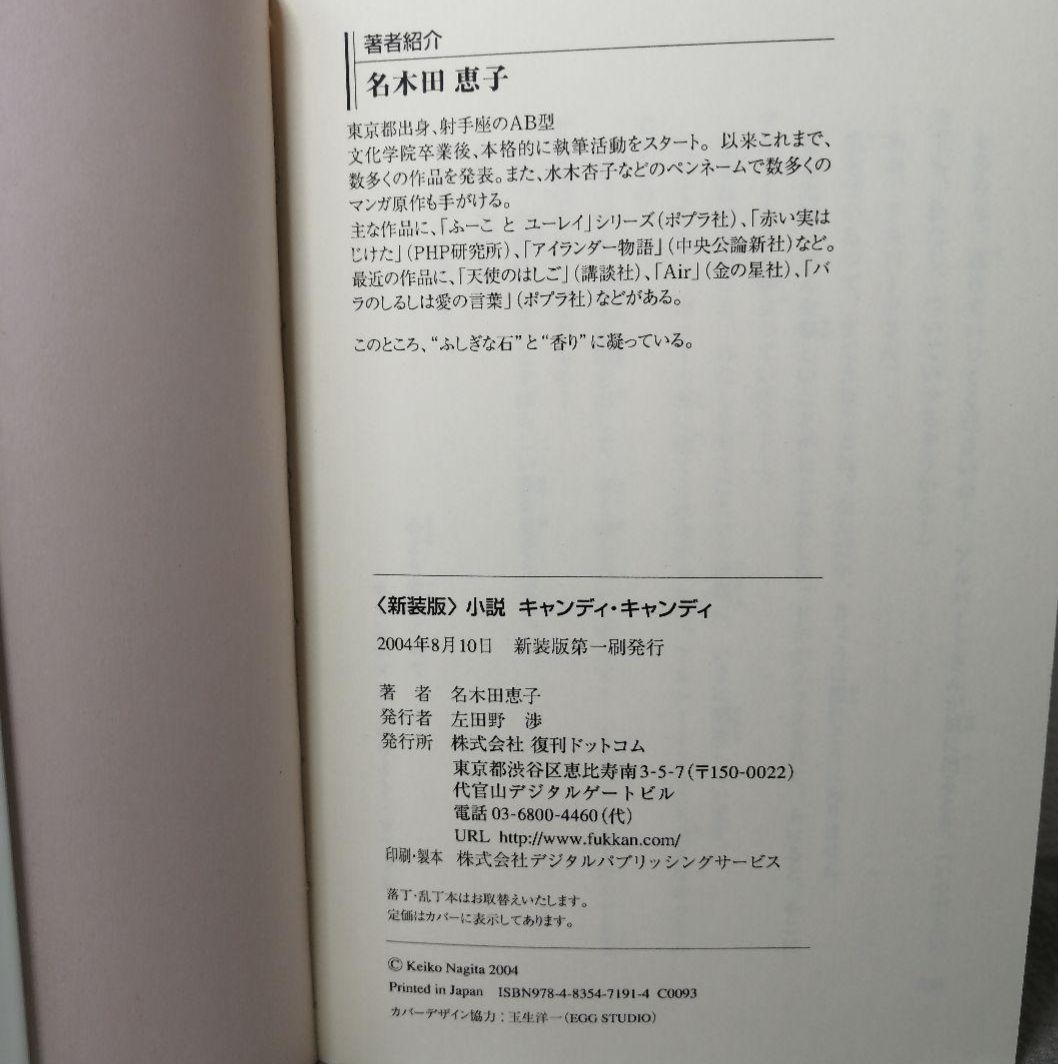 著者紹介
名木田 恵子
東京都出身、射手座のAB型
文化学院卒業後、本格的に執筆活動をスタート。以来これまで、
数多くの作品を発表。また、水木杏子などのペンネームで数多くの
マンガ原作も手がける。
主な作品に、「ふーこ と ユーレイ」シリーズ(ポプラ社)、「赤い実は
じけた」(PHP研究所)、「アイランダー物語」(中央公論新社)など。
最近の作品に、「天使のはしご」(講談社)、「Air」(金の星社)、「バ
ラのしるしは愛の言葉」(ポプラ社)などがある。
このところ、“ふしぎな石”と“香り”に凝っている。
〈新装版〉小説 キャンディ・キャンディ
2004年8月10日 新装版第一刷発行
著 者 名木田恵子
発行者 左田野 渉
発行所 株式会社 復刊ドットコム
東京都渋谷区恵比寿南3-5-7(〒150-0022)
代官山デジタルゲートビル
電話 03-6800-4460(代)
URL http://www.fukkan.com/
印刷・製本 株式会社デジタルパブリッシングサービス
落丁・乱丁本はお取替えいたします。
定価はカバーに表示してあります。
© Keiko Nagita 2004
Printed in Japan ISBN978-4-8354-7191-4 C0093
カバーデザイン協力:玉生洋一(EGG STUDIO)